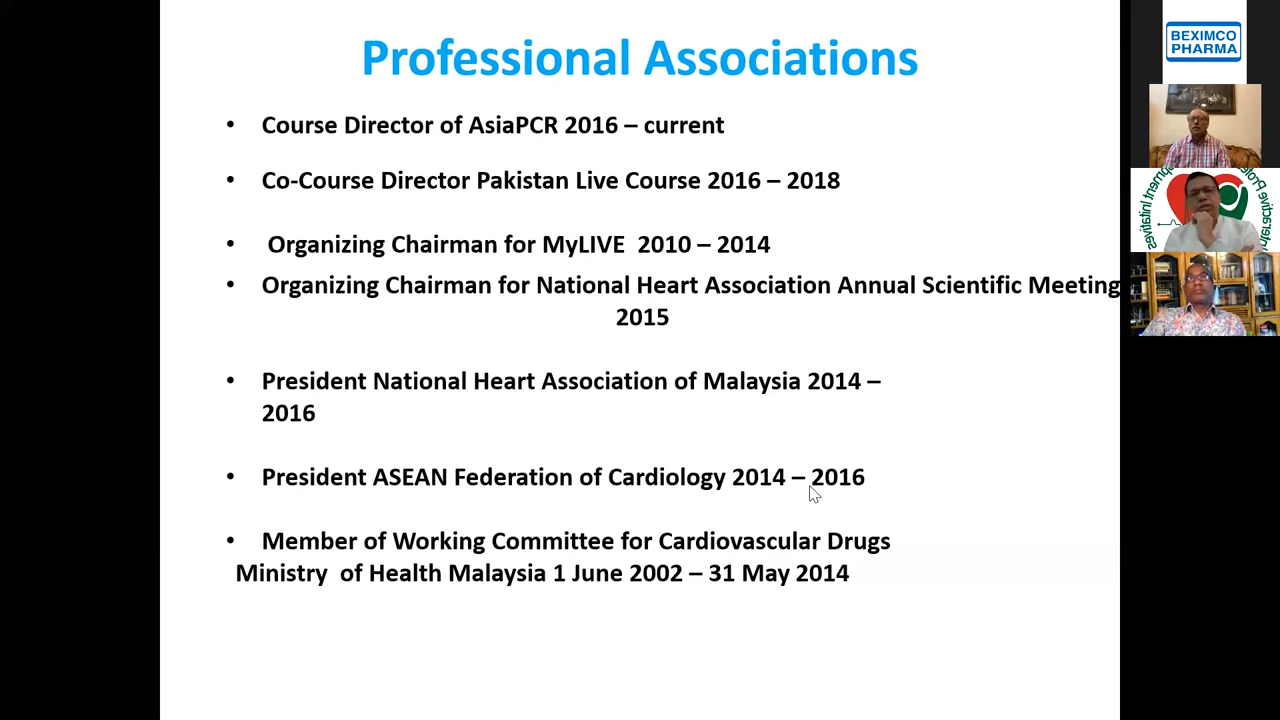 Professional Associations
• Course Director of AsiaPCR 2016 – current
• Co-Course Director Pakistan Live Course 2016 – 2018
• Organizing Chairman for MyLIVE 2010 – 2014
• Organizing Chairman for National Heart Association Annual Scientific Meeting
2015
• President National Heart Association of Malaysia 2014 –
2016
• President ASEAN Federation of Cardiology 2014 – 2016
• Member of Working Committee for Cardiovascular Drugs
Ministry of Health Malaysia 1 June 2002 – 31 May 2014
BEXIMCO
PHARMA